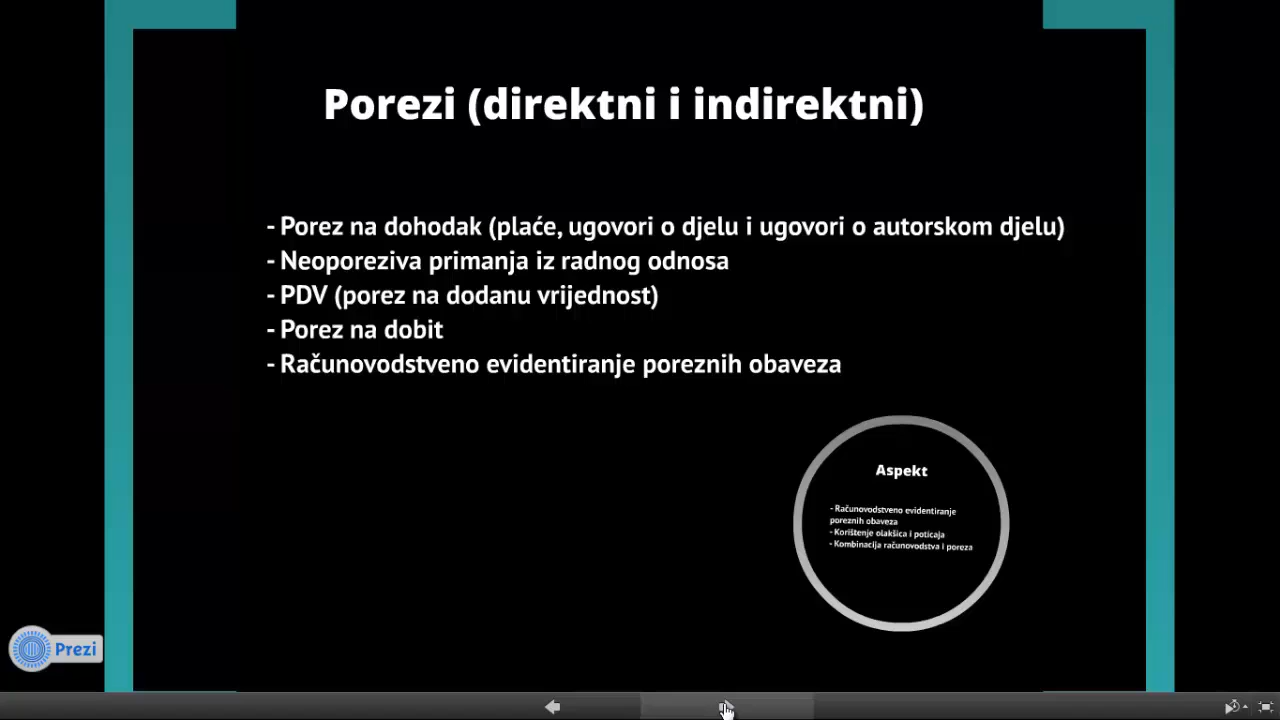 Porezi (direktni i indirektni)
- Porez na dohodak (plaće, ugovori o djelu i ugovori o autorskom djelu)
- Neoporeziva primanja iz radnog odnosa
- PDV (porez na dodanu vrijednost)
- Porez na dobit
- Računovodstveno evidentiranje poreznih obaveza
Aspekt
- Računovodstveno evidentiranje
poreznih obaveza
- Korištenje olakšica i poticaja
- Kombinacija računovodstva i poreza
Prezi